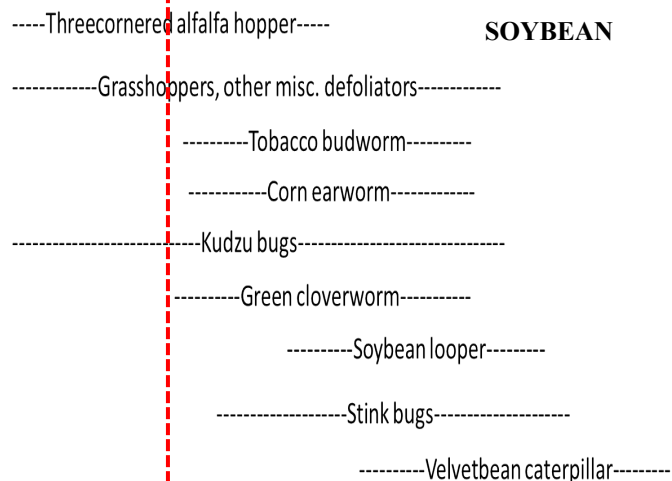 -----Threecornered alfalfa hopper-----
SOYBEAN
-------------Grasshoppers, other misc. defoliators-------------
----------Tobacco budworm----------
------------Corn earworm-------------
----------------------------Kudzu bugs-------------------------------
----------Green cloverworm-----------
----------Soybean looper---------
--------------------Stink bugs---------------------
----------Velvetbean caterpillar---------